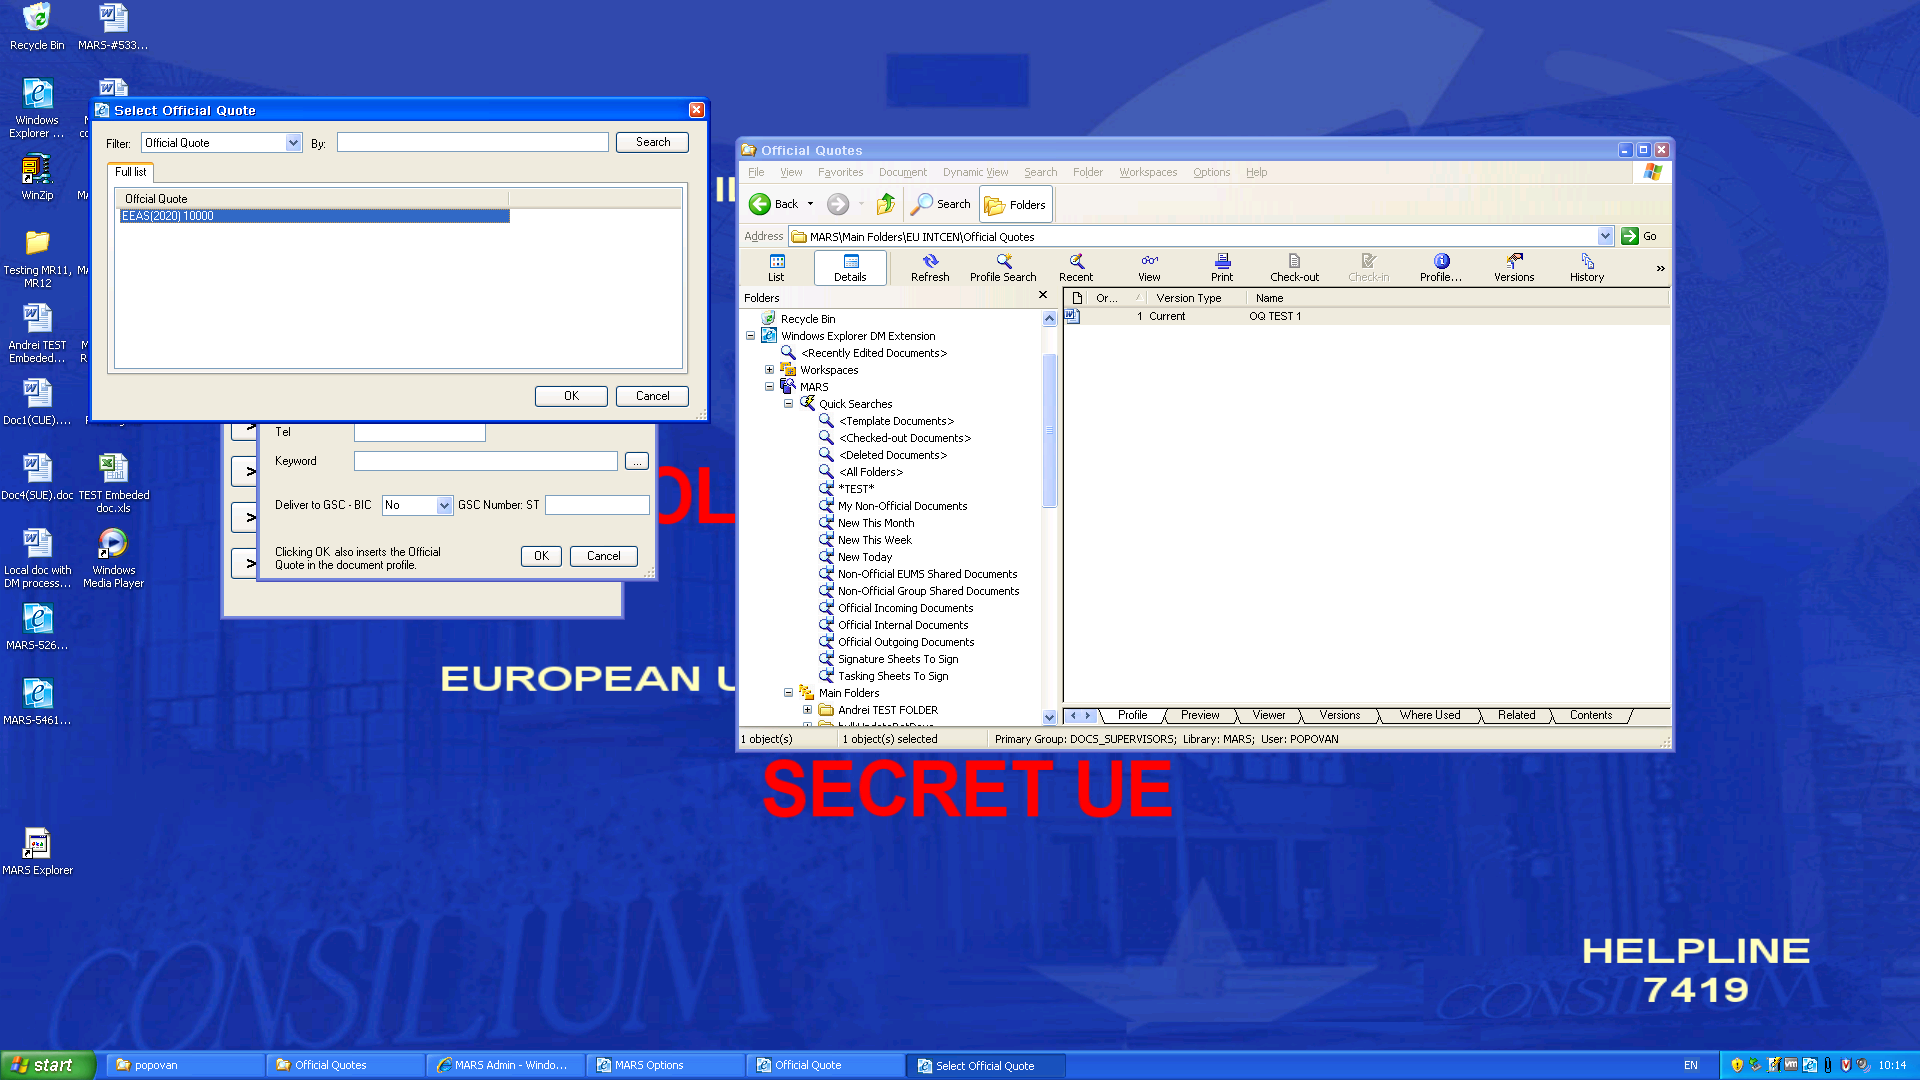 Recycle Bin
MARS-#533...
Windows
Explorer ...
WinZip
Testing MR11,
MR12
Andrei TEST
Embeded...
Doc1(CUE)....
Doc4(SUE).doc
TEST Embeded
doc.xls
Local doc with
DM process...
Windows
Media Player
MARS-526...
MARS-5461...
MARS Explorer
Select Official Quote
Filter:
Official Quote
By:
Search
Full list
Offcial Quote
EEAS(2020) 10000
OK
Cancel
Tel
Keyword
...
Deliver to GSC - BIC
No
GSC Number: ST
Clicking OK also inserts the Official
Quote in the document profile.
OK
Cancel
Official Quotes
File View Favorites Document Dynamic View Search Folder Workspaces Options Help
Back
Search
Folders
Address
MARS\Main Folders\EU INTCEN\Official Quotes
Go
List Details Refresh Profile Search Recent View Print Check-out Check-in Profile... Versions History
Folders
Recycle Bin
Windows Explorer DM Extension
<Recently Edited Documents>
Workspaces
MARS
Quick Searches
<Template Documents>
<Checked-out Documents>
<Deleted Documents>
<All Folders>
*TEST*
My Non-Official Documents
New This Month
New This Week
New Today
Non-Official EUMS Shared Documents
Non-Official Group Shared Documents
Official Incoming Documents
Official Internal Documents
Official Outgoing Documents
Signature Sheets To Sign
Tasking Sheets To Sign
Main Folders
Andrei TEST FOLDER
Or... Version Type Name
1 Current OQ TEST 1
Profile Preview Viewer Versions Where Used Related Contents
1 object(s)
1 object(s) selected
Primary Group: DOCS_SUPERVISORS; Library: MARS; User: POPOVAN
EUROPEAN U
SECRET UE
CONSILIUM
HELPLINE
7419
start
popovan
Official Quotes
MARS Admin - Windo...
MARS Options
Official Quote
Select Official Quote
EN
10:14